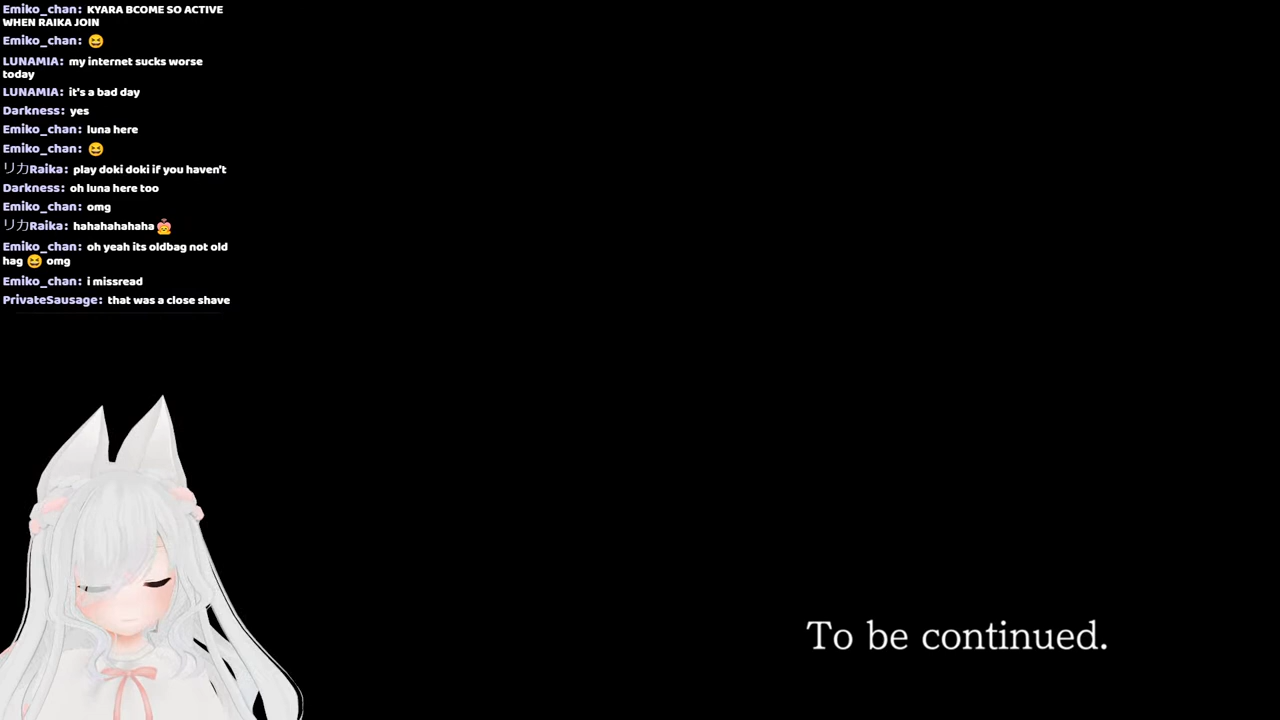 Emiko_chan: KYARA BCOME SO ACTIVE
WHEN RAIKA JOIN
Emiko_chan: 😆
LUNAMIA: my internet sucks worse
today
LUNAMIA: it's a bad day
Darkness: yes
Emiko_chan: luna here
Emiko_chan: 😆
リカRaika: play doki doki if you haven't
Darkness: oh luna here too
Emiko_chan: omg
リカRaika: hahahahahaha
Emiko_chan: oh yeah its oldbag not old
hag 😆 omg
Emiko_chan: i missread
PrivateSausage: that was a close shave
To be continued.